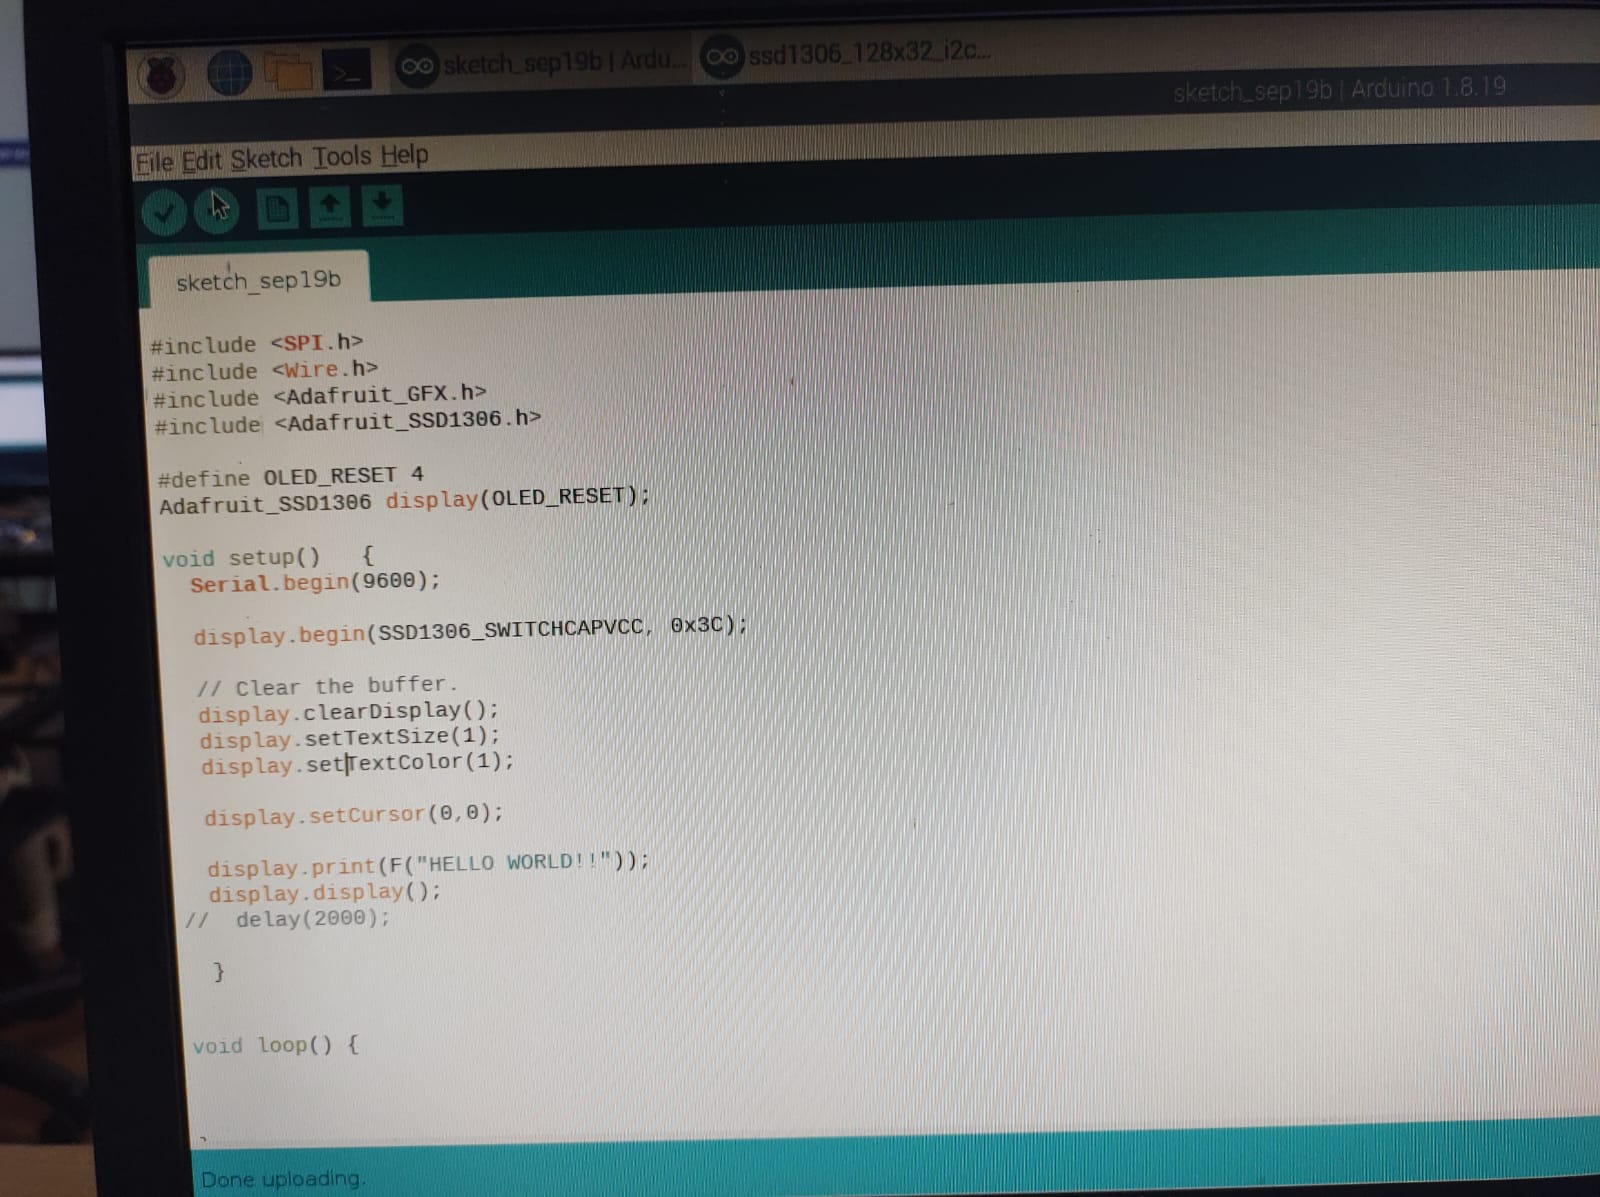 sketch_sep19b | Ardu...
ssd1306_128x32_i2c...
sketch_sep19b | Arduino 1.8.19
File Edit Sketch Tools Help
sketch_sep19b
#include <SPI.h>
#include <Wire.h>
#include <Adafruit_GFX.h>
#include <Adafruit_SSD1306.h>
#define OLED_RESET 4
Adafruit_SSD1306 display(OLED_RESET);
void setup()   {
Serial.begin(9600);
display.begin(SSD1306_SWITCHCAPVCC, 0x3C);
// Clear the buffer.
display.clearDisplay();
display.setTextSize(1);
display.setTextColor(1);
display.setCursor(0,0);
display.print(F("HELLO WORLD!!"));
display.display();
//  delay(2000);
}
void loop() {
Done uploading.